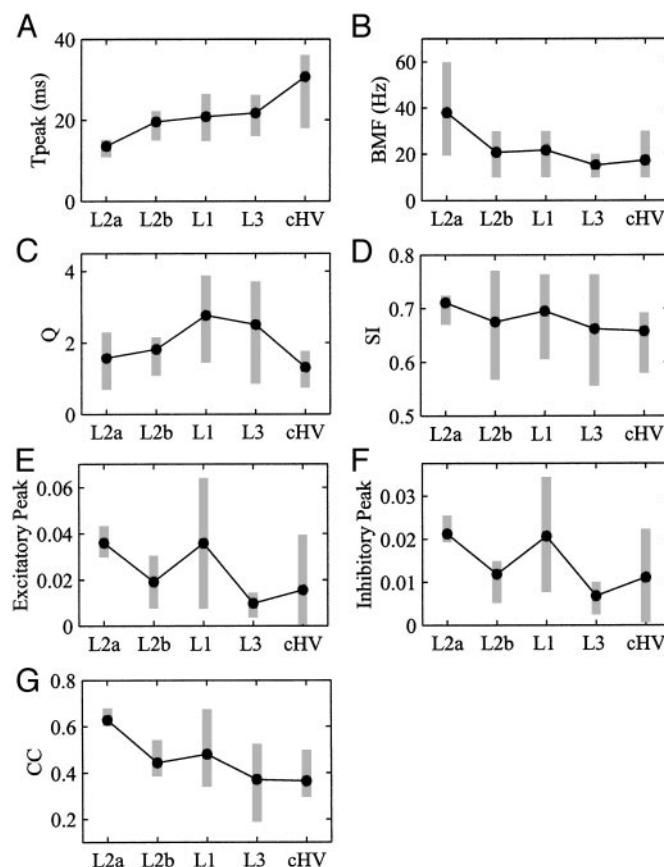 A
Tpeak (ms)
40
20
0
L2a L2b L1 L3 cHV
B
BMF (Hz)
60
40
20
0
L2a L2b L1 L3 cHV
C
Q
4
2
0
L2a L2b L1 L3 cHV
D
SI
0.8
0.7
0.6
0.5
L2a L2b L1 L3 cHV
E
Excitatory Peak
0.06
0.04
0.02
0
L2a L2b L1 L3 cHV
F
Inhibitory Peak
0.03
0.02
0.01
0
L2a L2b L1 L3 cHV
G
CC
0.8
0.6
0.4
0.2
L2a L2b L1 L3 cHV